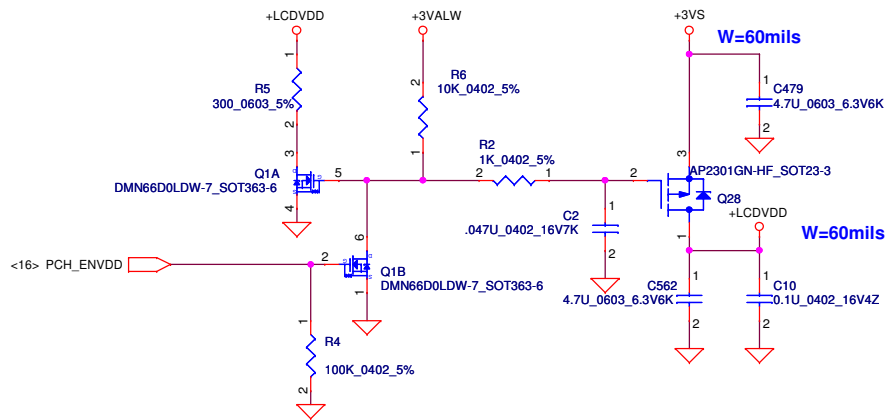 +LCDVDD
+3VALW
+3VS
W=60mils
1
R5
300_0603_5%
2
2
R6
10K_0402_5%
1
1
C479
4.7U_0603_6.3V6K
2
3
Q1A
DMN66D0LDW-7_SOT363-6
4
5
R2
1K_0402_5%
2
1
2
3
AP2301GN-HF_SOT23-3
Q28
1
+LCDVDD
W=60mils
1
C2
.047U_0402_16V7K
2
<16> PCH_ENVDD
2
6
Q1B
DMN66D0LDW-7_SOT363-6
1
1
C562
4.7U_0603_6.3V6K
2
1
C10
0.1U_0402_16V4Z
2
1
R4
100K_0402_5%
2